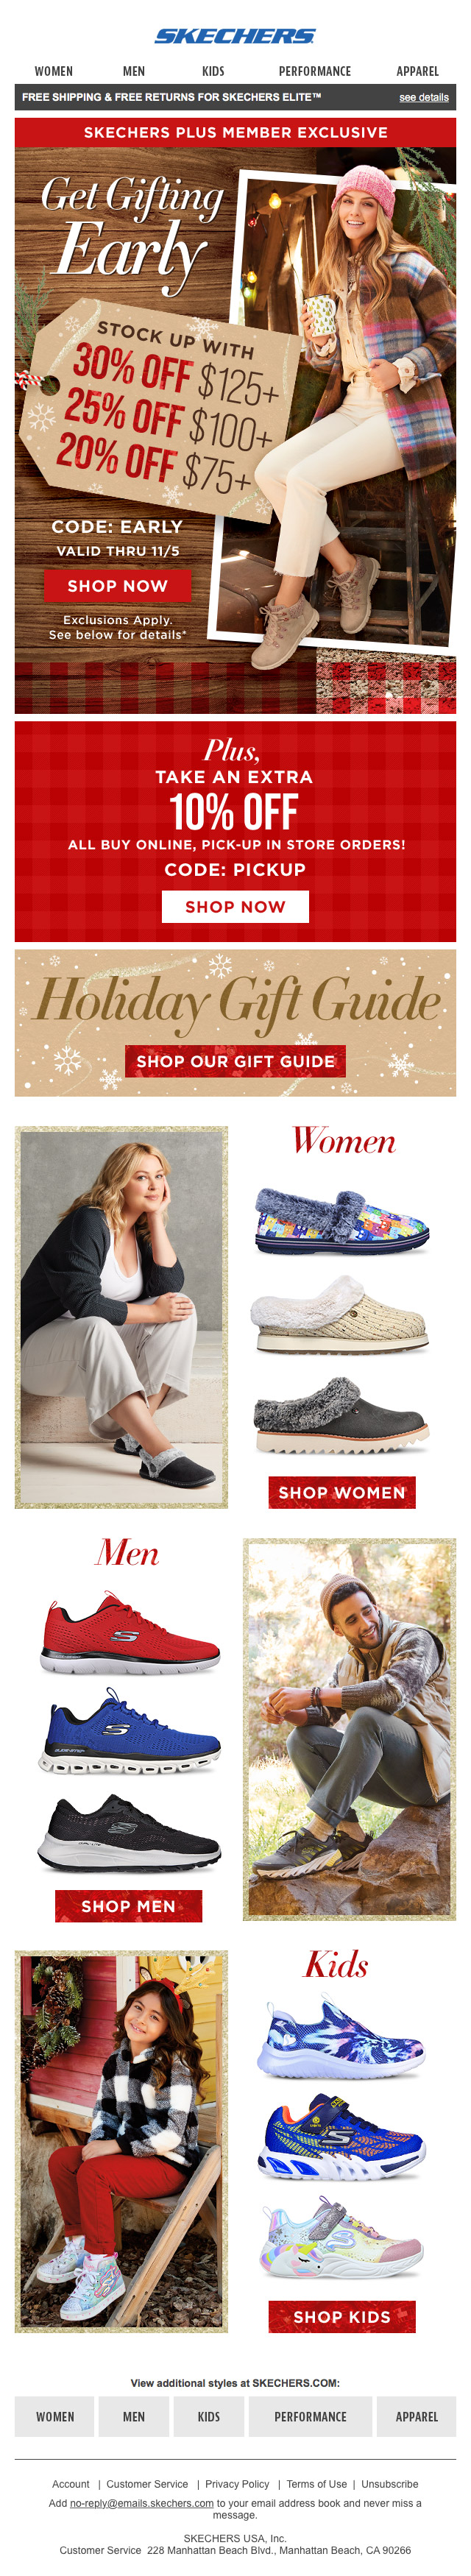 SKECHERS
WOMEN MEN KIDS PERFORMANCE APPAREL
FREE SHIPPING & FREE RETURNS FOR SKECHERS ELITE™ see details
SKECHERS PLUS MEMBER EXCLUSIVE
Get Gifting
Early
STOCK UP WITH
30% OFF $125+
25% OFF $100+
20% OFF $75+
CODE: EARLY
VALID THRU 11/5
SHOP NOW
Exclusions Apply.
See below for details*
Plus,
TAKE AN EXTRA
10% OFF
ALL BUY ONLINE, PICK-UP IN STORE ORDERS!
CODE: PICKUP
SHOP NOW
Holiday Gift Guide
SHOP OUR GIFT GUIDE
Women
SHOP WOMEN
Men
SHOP MEN
Kids
SHOP KIDS
View additional styles at SKECHERS.COM:
WOMEN MEN KIDS PERFORMANCE APPAREL
Account | Customer Service | Privacy Policy | Terms of Use | Unsubscribe
Add no-reply@emails.skechers.com to your email address book and never miss a
message.
SKECHERS USA, Inc.
Customer Service 228 Manhattan Beach Blvd., Manhattan Beach, CA 90266